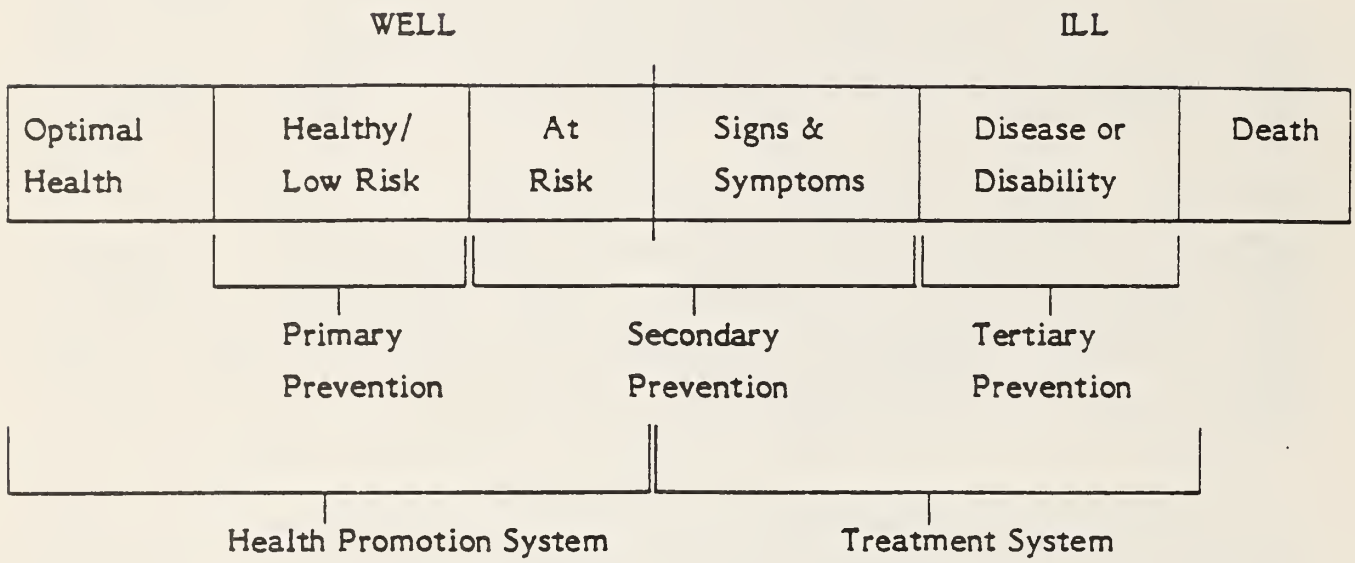 WELL ILL
Optimal Health
Healthy/ Low Risk
At Risk
Signs & Symptoms
Disease or Disability
Death
Primary Prevention
Secondary Prevention
Tertiary Prevention
Health Promotion System
Treatment System